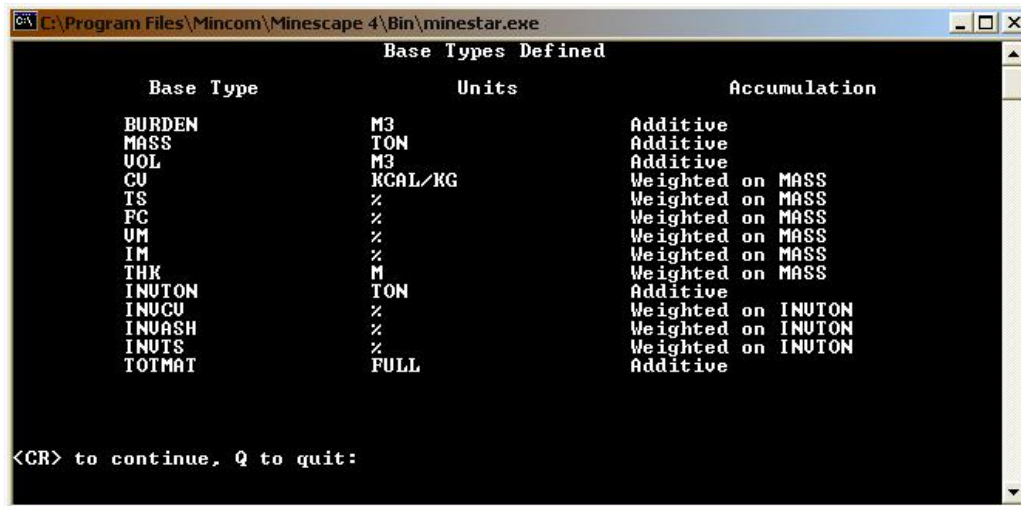 C:\Program Files\Mincom\Minescape 4\Bin\minestar.exe
Base Types Defined
Base Type Units Accumulation
BURDEN M3 Additive
MASS TON Additive
VOL M3 Additive
CV KCAL/KG Weighted on MASS
TS % Weighted on MASS
FC % Weighted on MASS
VM % Weighted on MASS
IM % Weighted on MASS
THK M Weighted on MASS
INVTON TON Additive
INVCV % Weighted on INVTON
INVASH % Weighted on INVTON
INVTS % Weighted on INVTON
TOTMAT FULL Additive
<CR> to continue, Q to quit: